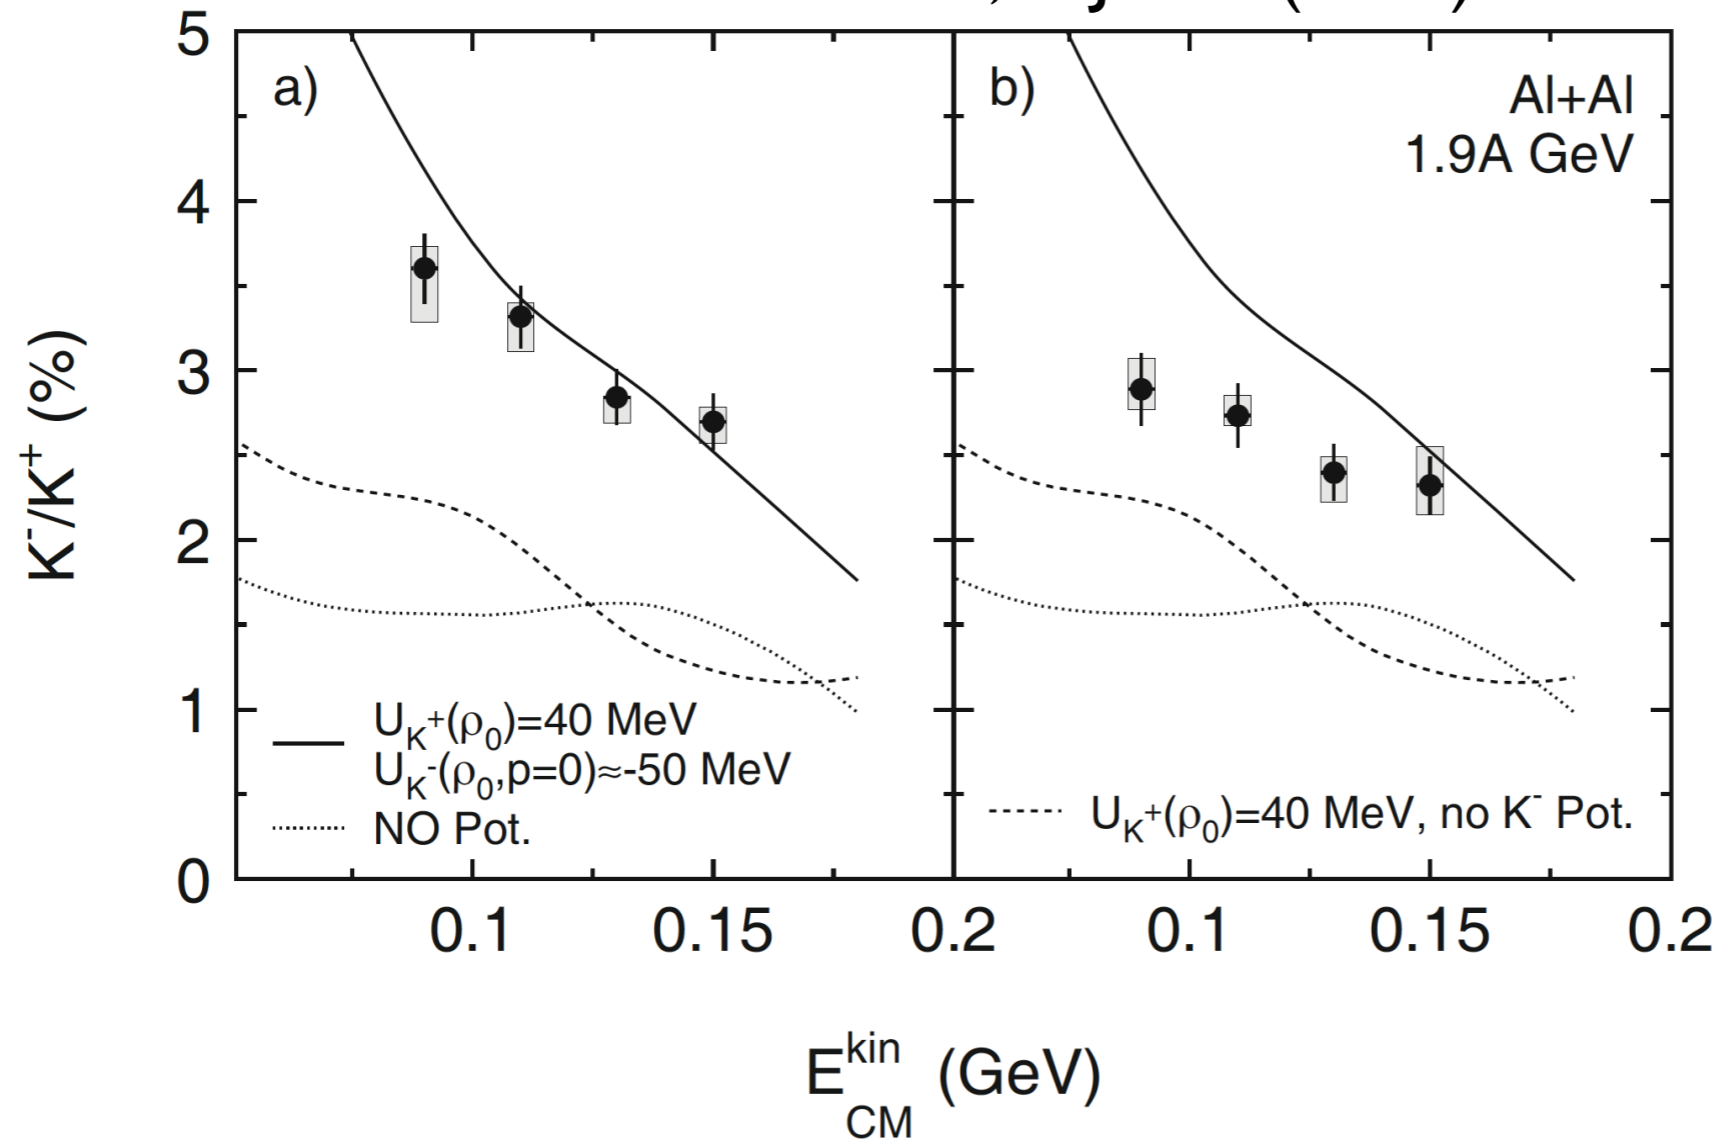 5
4
3
2
1
0
K⁻/K⁺ (%)
a)
U_K⁺(ρ₀)=40 MeV
U_K⁻(ρ₀,p=0)≈-50 MeV
NO Pot.
b)
Al+Al
1.9A GeV
U_K⁺(ρ₀)=40 MeV, no K⁻ Pot.
0.1 0.15 0.2 0.1 0.15 0.2
E_CM^kin (GeV)